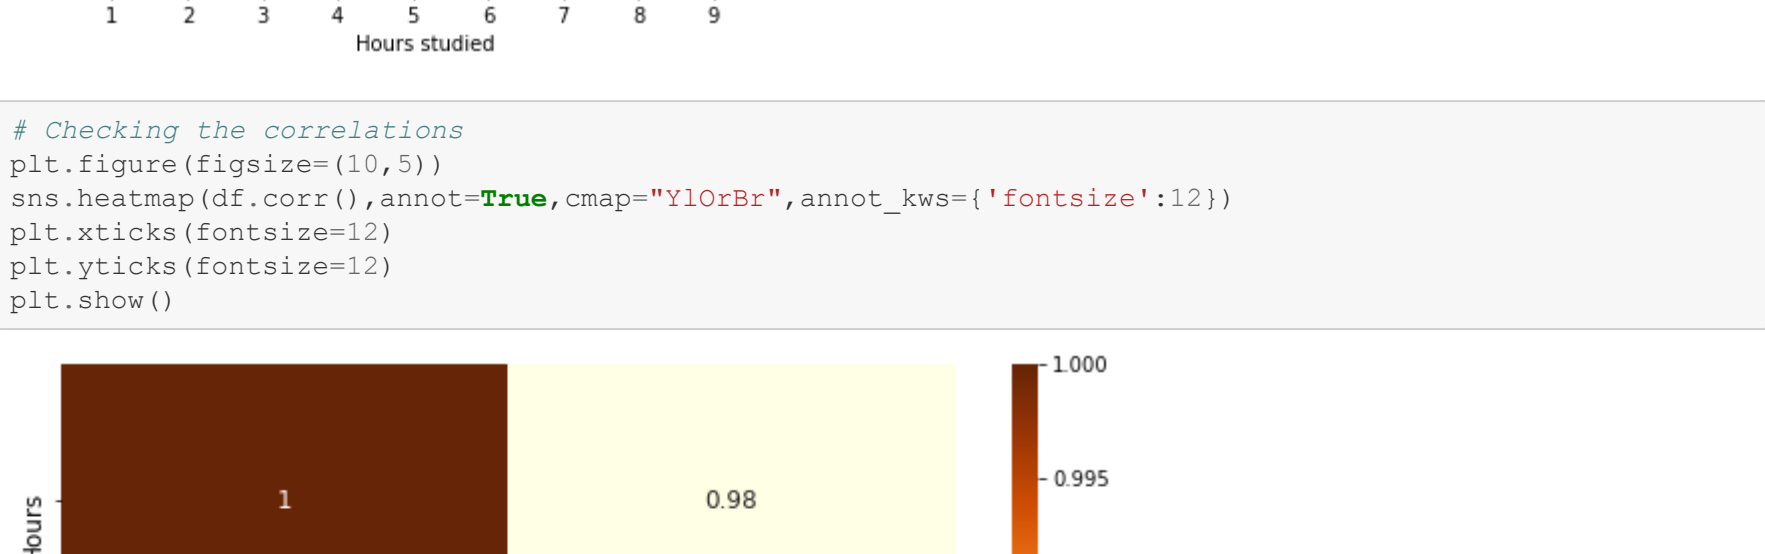 1 2 3 4 5 6 7 8 9
Hours studied
# Checking the correlations
plt.figure(figsize=(10,5))
sns.heatmap(df.corr(),annot=True,cmap="YlOrBr",annot_kws={'fontsize':12})
plt.xticks(fontsize=12)
plt.yticks(fontsize=12)
plt.show()
1.000
0.995
Hours
1 0.98